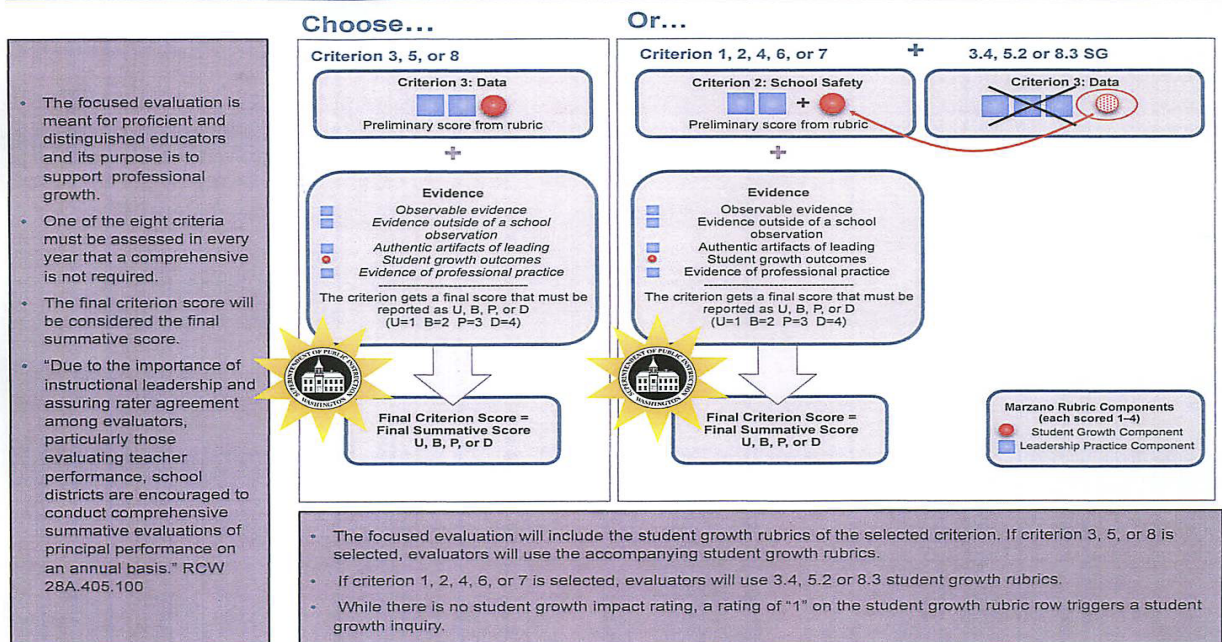 Choose...
Or...
• The focused evaluation is
meant for proficient and
distinguished educators
and its purpose is to
support professional
growth.
• One of the eight criteria
must be assessed in every
year that a comprehensive
is not required.
• The final criterion score will
be considered the final
summative score.
• "Due to the importance of
instructional leadership and
assuring rater agreement
among evaluators,
particularly those
evaluating teacher
performance, school
districts are encouraged to
conduct comprehensive
summative evaluations of
principal performance on
an annual basis." RCW
28A.405.100
Criterion 3, 5, or 8
Criterion 3: Data
Preliminary score from rubric
+
Evidence
Observable evidence
Evidence outside of a school
observation
Authentic artifacts of leading
Student growth outcomes
Evidence of professional practice
------------------------------
The criterion gets a final score that must be
reported as U, B, P, or D
(U=1 B=2 P=3 D=4)
SUPERINTENDENT OF PUBLIC INSTRUCTION
WASHINGTON
Final Criterion Score =
Final Summative Score
U, B, P, or D
Criterion 1, 2, 4, 6, or 7 + 3.4, 5.2 or 8.3 SG
Criterion 2: School Safety
+
Preliminary score from rubric
Criterion 3: Data
+
Evidence
Observable evidence
Evidence outside of a school
observation
Authentic artifacts of leading
Student growth outcomes
Evidence of professional practice
------------------------------
The criterion gets a final score that must be
reported as U, B, P, or D
(U=1 B=2 P=3 D=4)
SUPERINTENDENT OF PUBLIC INSTRUCTION
WASHINGTON
Final Criterion Score =
Final Summative Score
U, B, P, or D
Marzano Rubric Components
(each scored 1–4)
Student Growth Component
Leadership Practice Component
• The focused evaluation will include the student growth rubrics of the selected criterion. If criterion 3, 5, or 8 is
selected, evaluators will use the accompanying student growth rubrics.
• If criterion 1, 2, 4, 6, or 7 is selected, evaluators will use 3.4, 5.2 or 8.3 student growth rubrics.
• While there is no student growth impact rating, a rating of "1" on the student growth rubric row triggers a student
growth inquiry.